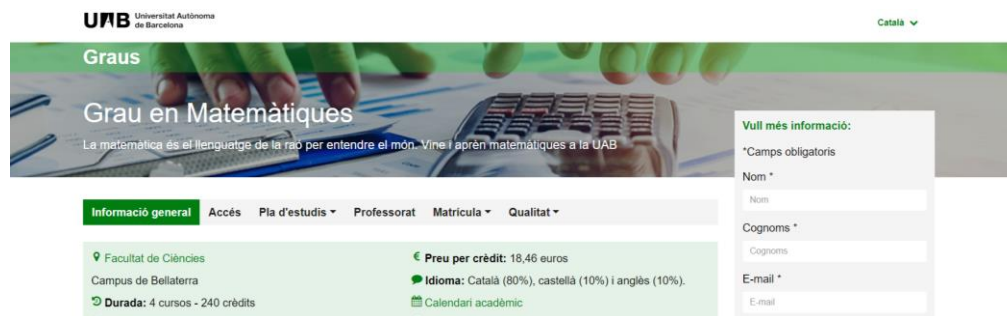 UAB Universitat Autònoma
de Barcelona
Català
Graus
Grau en Matemàtiques
La matemàtica és el llenguatge de la raó per entendre el món. Vine i aprèn matemàtiques a la UAB
Informació general Accés Pla d'estudis Professorat Matrícula Qualitat
Facultat de Ciències
Campus de Bellaterra
Durada: 4 cursos - 240 crèdits
€ Preu per crèdit: 18,46 euros
Idioma: Català (80%), castellà (10%) i anglès (10%).
Calendari acadèmic
Vull més informació:
*Camps obligatoris
Nom *
Nom
Cognoms *
Cognoms
E-mail *
E-mail